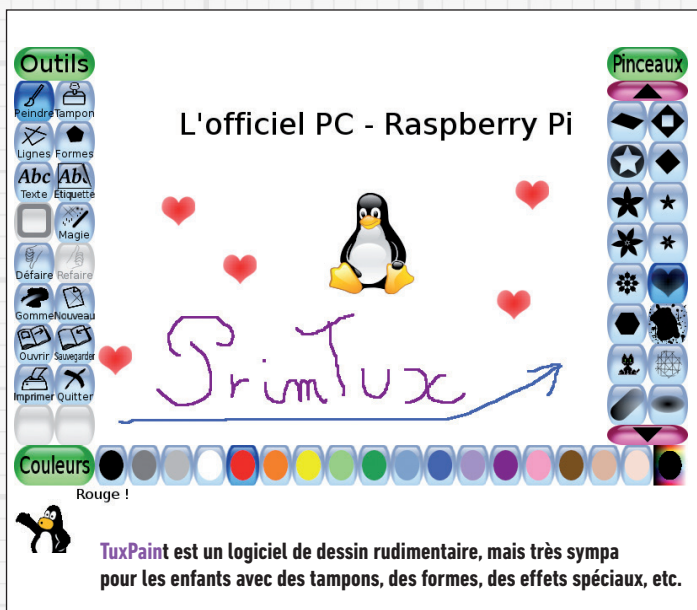 Outils
Pinceaux
Peindre Tampon
L'officiel PC - Raspberry Pi
Lignes Formes
Abc Abc
Texte Étiquette
Magie
Défaire Refaire
Gomme Nouveau
PrimTux
Ouvrir Sauvegarder
Imprimer Quitter
Couleurs
Rouge !
TuxPaint est un logiciel de dessin rudimentaire, mais très sympa
pour les enfants avec des tampons, des formes, des effets spéciaux, etc.